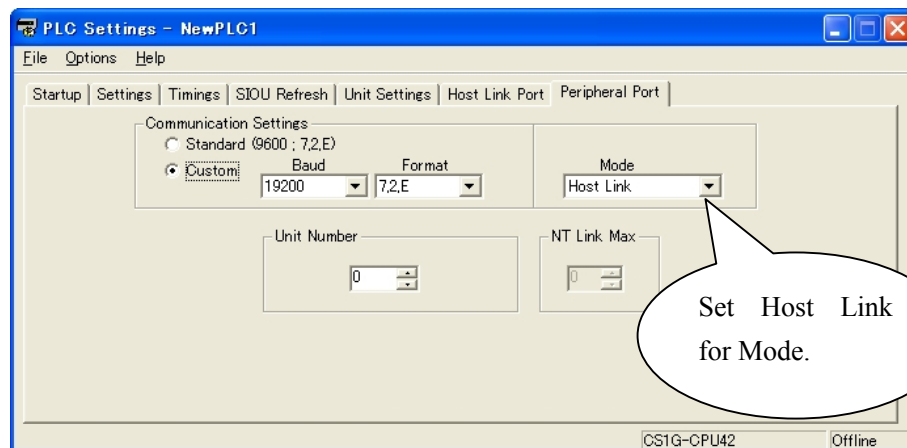 PLC Settings - NewPLC1
File Options Help
Startup Settings Timings SIOU Refresh Unit Settings Host Link Port Peripheral Port
Communication Settings
Standard (9600 ; 7,2,E)
Custom
Baud Format Mode
19200 7,2,E Host Link
Unit Number NT Link Max
0 0
Set Host Link
for Mode.
CS1G-CPU42 Offline